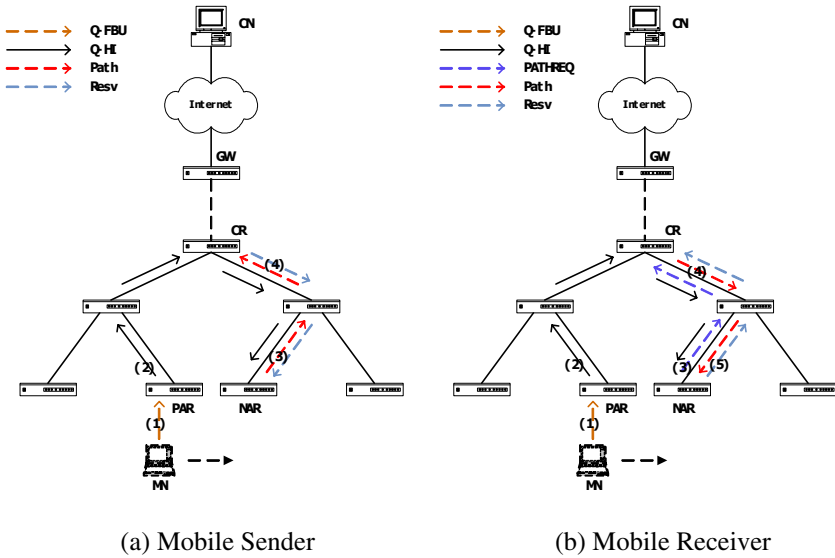 Q-FBU
Q-HI
Path
Resv
CN
Internet
GW
CR
(4)
(3)
(2)
PAR
NAR
(1)
MN
(a) Mobile Sender
Q-FBU
Q-HI
PATHREQ
Path
Resv
CN
Internet
GW
CR
(4)
(3)
(5)
(2)
PAR
NAR
(1)
MN
(b) Mobile Receiver